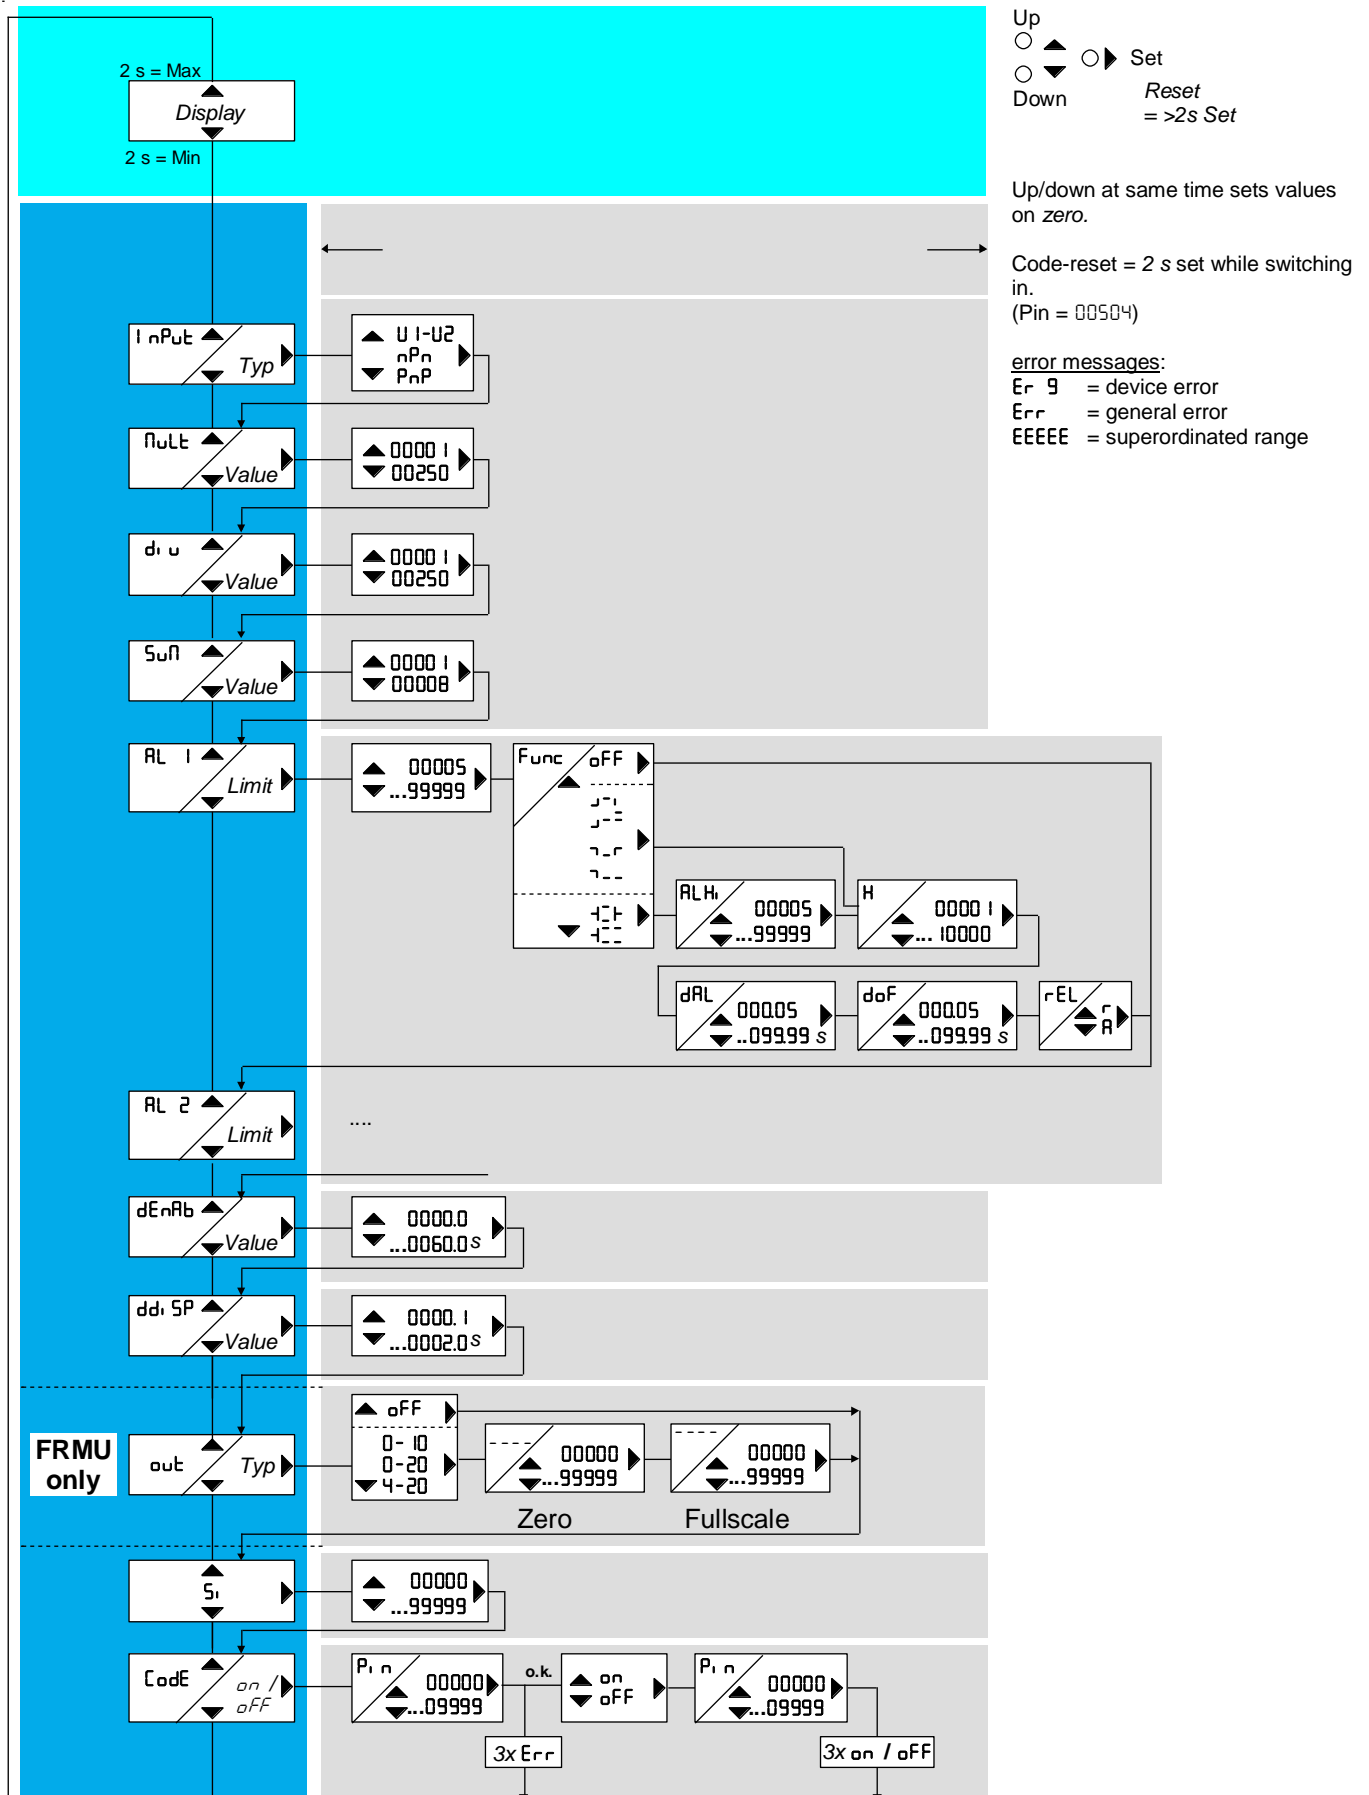 Up
Set
Down
Reset
= >2s Set
2 s = Max
Display
2 s = Min
Up/down at same time sets values
on zero.
Code-reset = 2 s set while switching
in.
(Pin = 00504)
error messages:
Er 9 = device error
Err = general error
EEEEE = superordinated range
InPut
Typ
U1-U2
nPn
PnP
MuLt
Value
00001
00250
diu
Value
00001
00250
SuM
Value
00001
00008
AL 1
Limit
00005
...99999
Func
oFF
ALHi
00005
...99999
H
00001
...10000
dAL
000.05
..099.99 s
doF
000.05
..099.99 s
rEL
r
A
AL 2
Limit
....
dEnAb
Value
0000.0
...0060.0 s
ddiSP
Value
0000.1
...0002.0 s
FRMU
only
out
Typ
oFF
0-10
0-20
4-20
----
00000
...99999
Zero
----
00000
...99999
Fullscale
Si
00000
...99999
CodE
on /
oFF
Pin
00000
...09999
o.k.
on
oFF
Pin
00000
...09999
3x Err
3x on / oFF